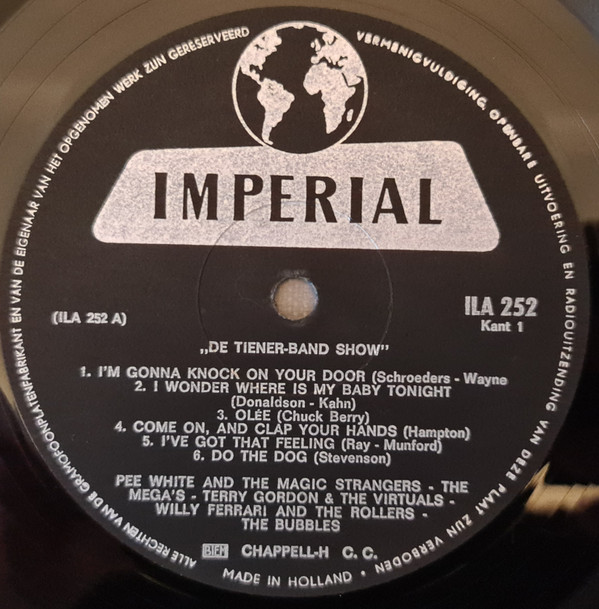 ALLE RECHTEN VAN DE GRAMOFOONPLATENFABRIKANT EN VAN DE EIGENAAR VAN HET OPGENOMEN WERK ZIJN GERESERVEERD
VERMENIGVULDIGING, OPENBARE UITVOERING EN RADIOUITZENDING VAN DEZE PLAAT ZIJN VERBODEN
IMPERIAL
(ILA 252 A)
ILA 252
Kant 1
„DE TIENER-BAND SHOW”
1. I'M GONNA KNOCK ON YOUR DOOR (Schroeders - Wayne
2. I WONDER WHERE IS MY BABY TONIGHT
(Donaldson - Kahn)
3. OLÉE (Chuck Berry)
4. COME ON, AND CLAP YOUR HANDS (Hampton)
5. I'VE GOT THAT FEELING (Ray - Munford)
6. DO THE DOG (Stevenson)
PEE WHITE AND THE MAGIC STRANGERS - THE
MEGA'S - TERRY GORDON & THE VIRTUALS -
WILLY FERRARI AND THE ROLLERS -
THE BUBBLES
BIEM CHAPPELL-H C. C.
MADE IN HOLLAND •